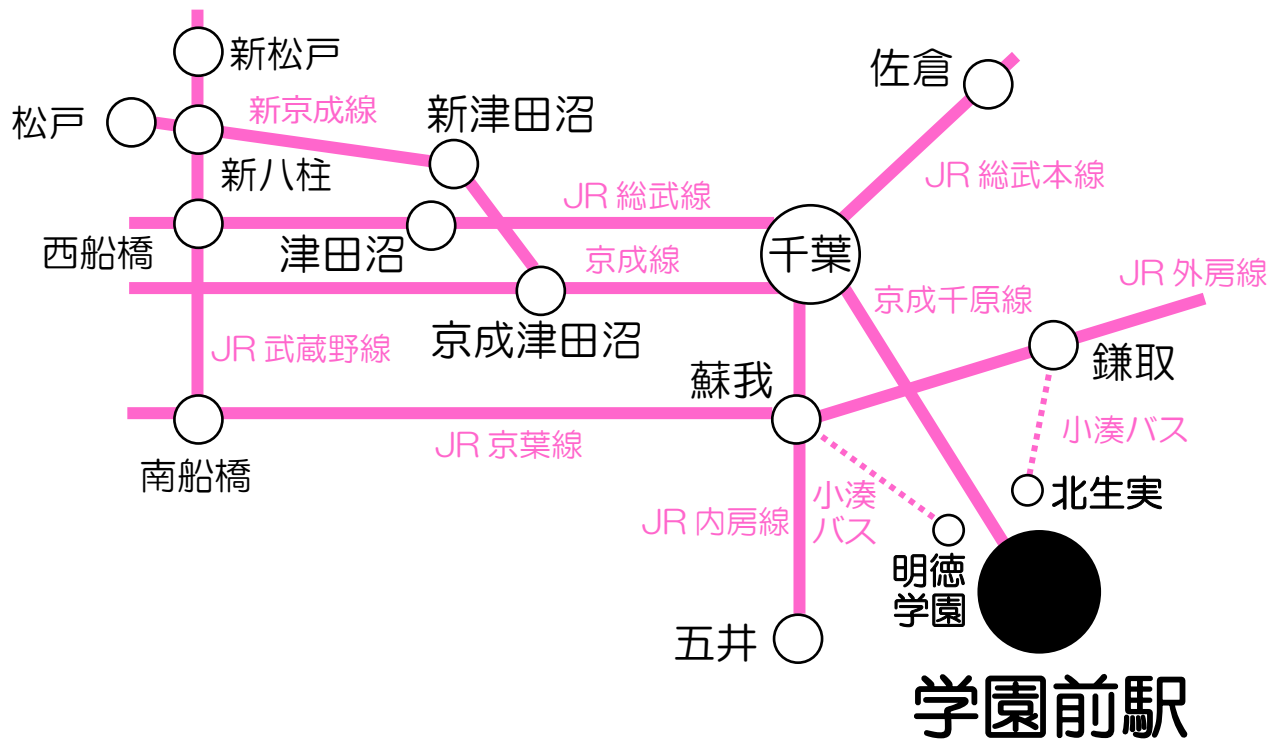 新松戸
佐倉
松戸
新京成線
新津田沼
新八柱
JR 総武線
JR 総武本線
西船橋
津田沼
京成線
千葉
JR 外房線
京成千原線
JR 武蔵野線
京成津田沼
蘇我
鎌取
小湊バス
JR 京葉線
南船橋
小湊
バス
北生実
JR 内房線
明徳
学園
五井
学園前駅